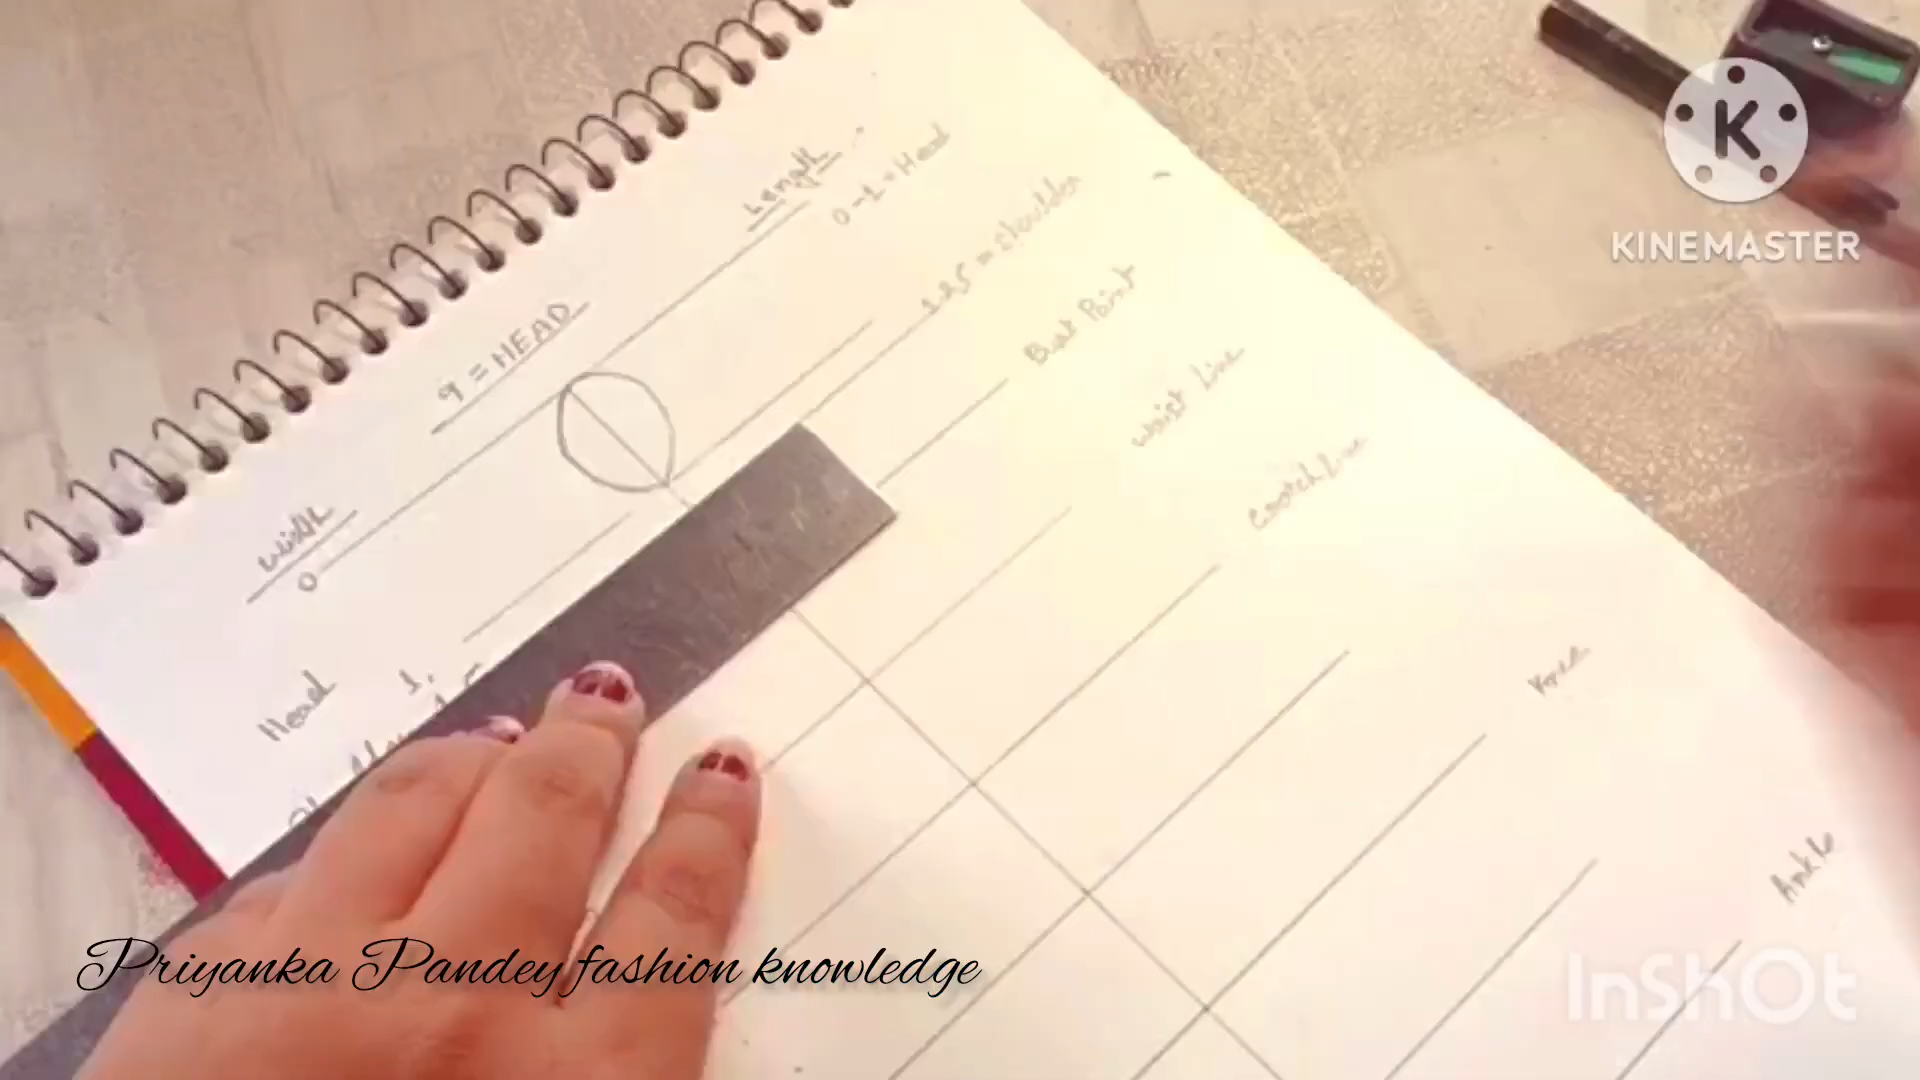 Length
0-1 = Head
9 = HEAD
1.25 = Shoulder
Bust Point
Width
0
Waist Line
Crotch Line
Head 1.
Knee
Ankle
K
KINEMASTER
Priyanka Pandey fashion knowledge
InShOt